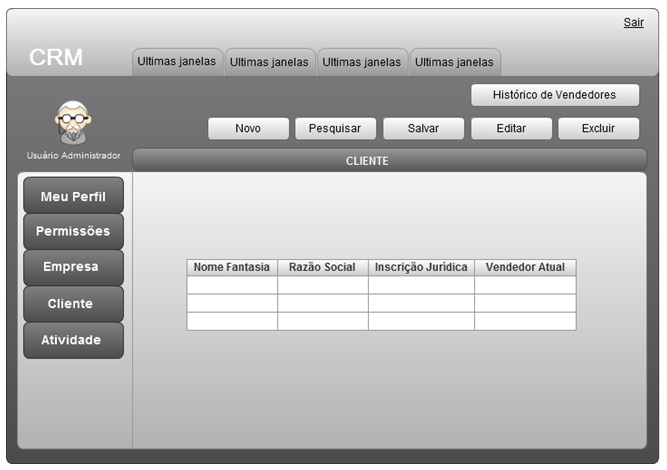 Sair
CRM
Ultimas janelas Ultimas janelas Ultimas janelas Ultimas janelas
Histórico de Vendedores
Novo Pesquisar Salvar Editar Excluir
Usuário Administrador
CLIENTE
Meu Perfil
Permissões
Empresa
Cliente
Atividade
Nome Fantasia Razão Social Inscrição Jurídica Vendedor Atual